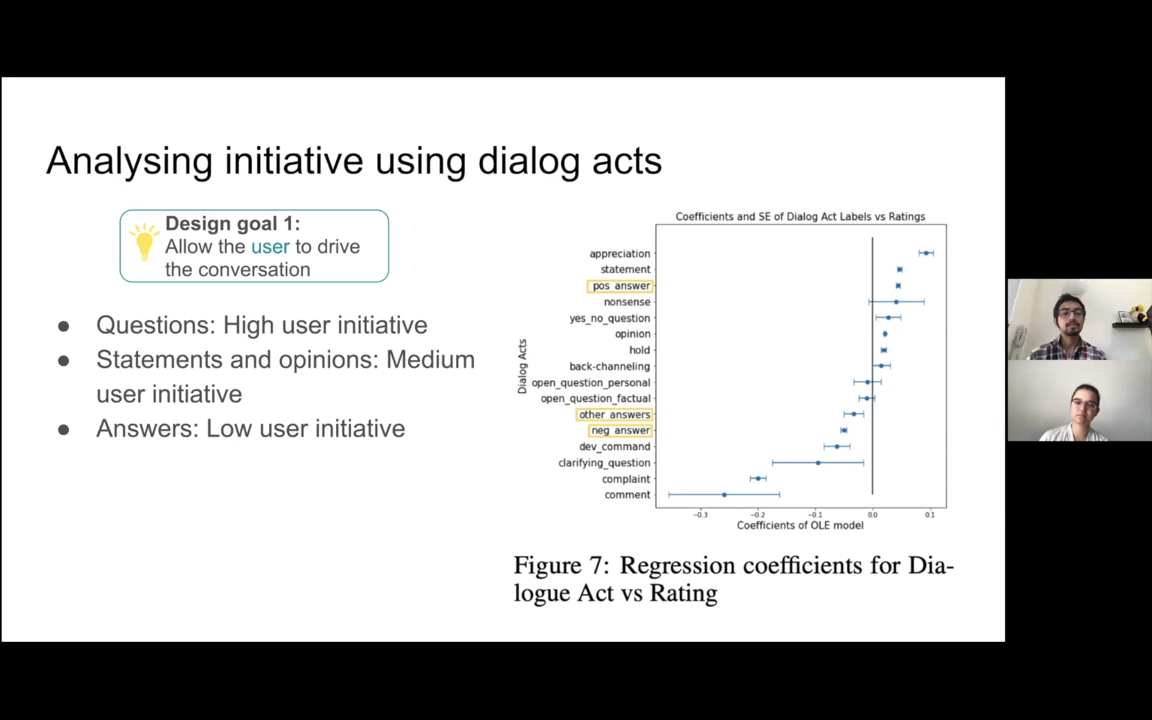 Analysing initiative using dialog acts
Design goal 1:
Allow the user to drive
the conversation
● Questions: High user initiative
● Statements and opinions: Medium
user initiative
● Answers: Low user initiative
Coefficients and SE of Dialog Act Labels vs Ratings
Dialog Acts
appreciation
statement
pos_answer
nonsense
yes_no_question
opinion
hold
back-channeling
open_question_personal
open_question_factual
other_answers
neg_answer
dev_command
clarifying_question
complaint
comment
−0.3 −0.2 −0.1 0.0 0.1
Coefficients of OLE model
Figure 7: Regression coefficients for Dia-
logue Act vs Rating